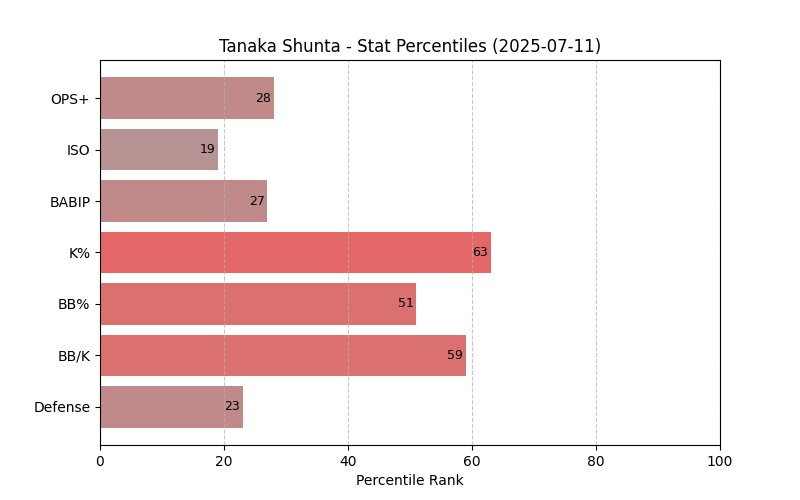 Tanaka Shunta - Stat Percentiles (2025-07-11)
OPS+
28
ISO
19
BABIP
27
K%
63
BB%
51
BB/K
59
Defense
23
0 20 40 60 80 100
Percentile Rank